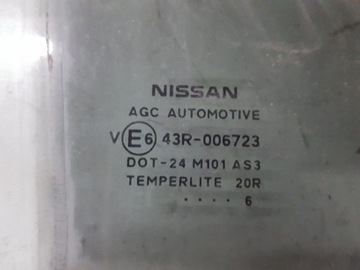 NISSAN
AGC AUTOMOTIVE
V E6 43R-006723
DOT-24 M101 AS3
TEMPERLITE 20R
. . . . 6